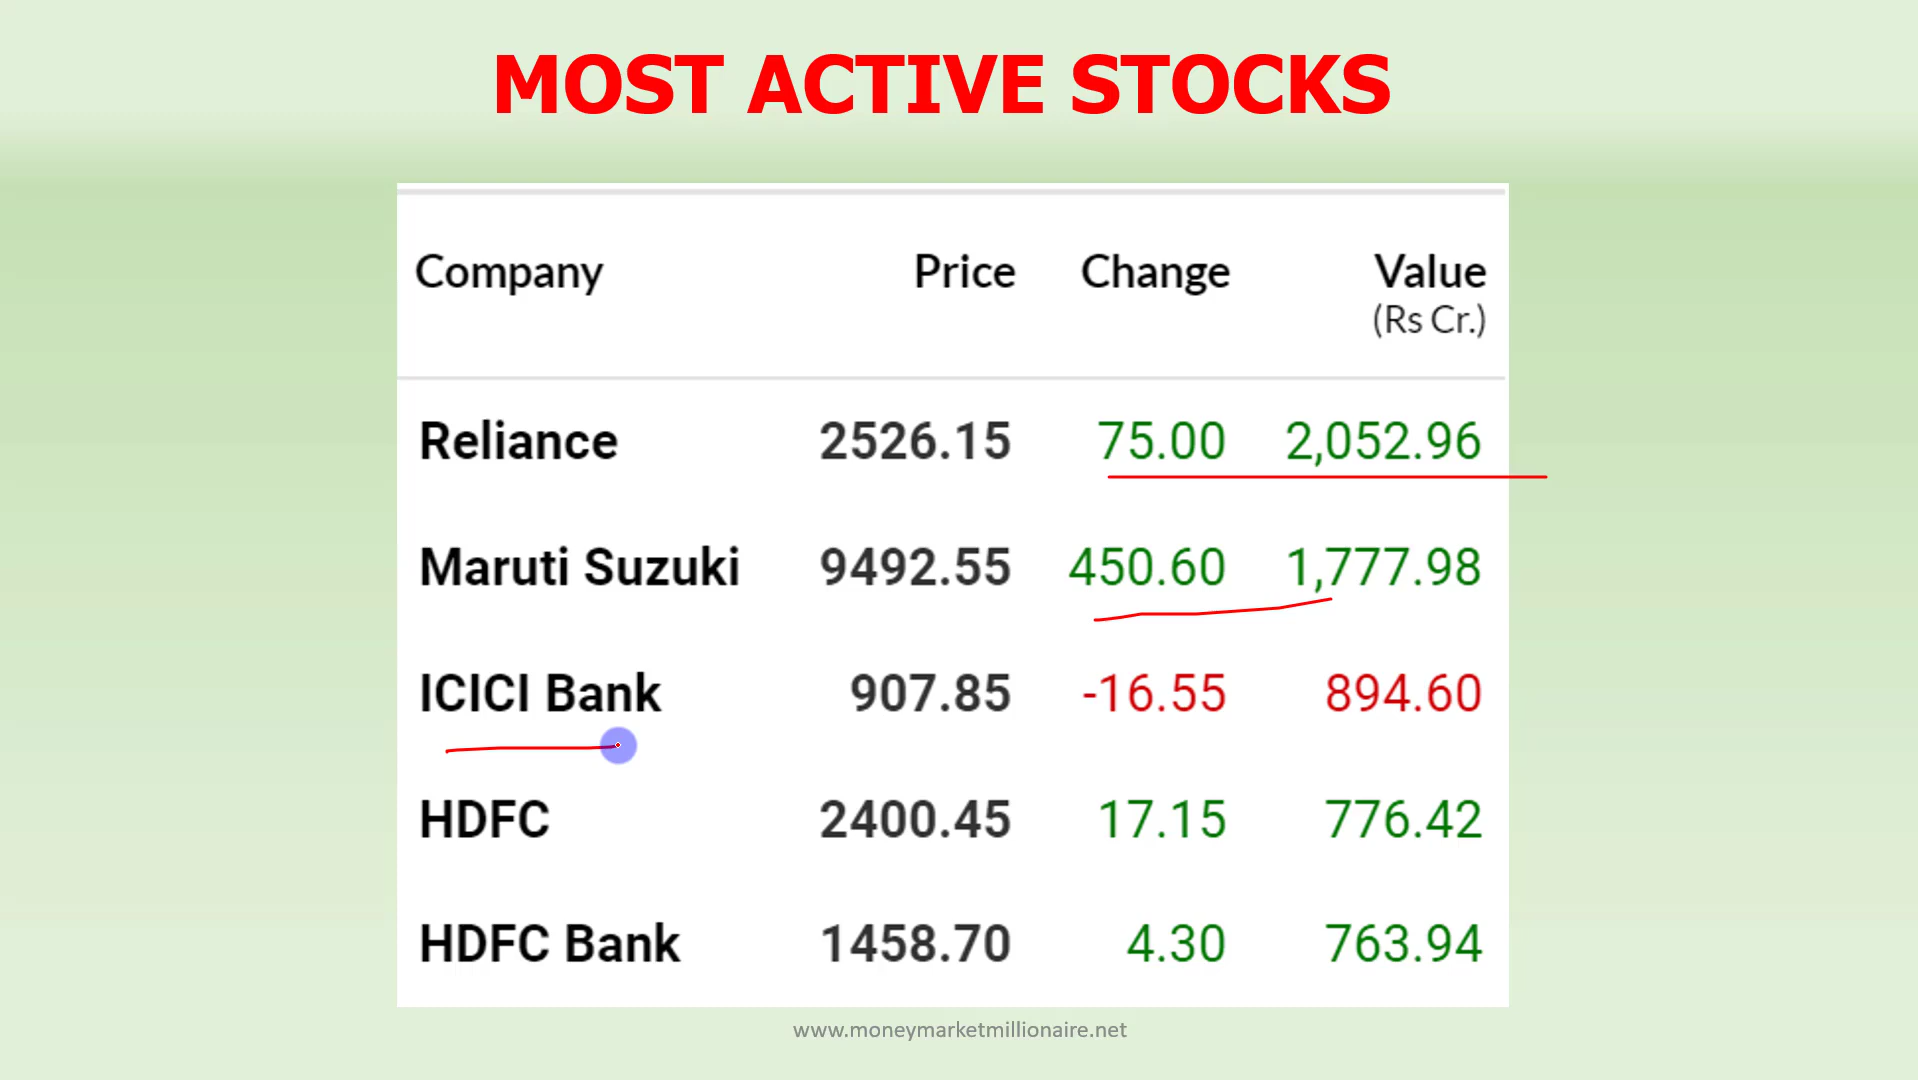 MOST ACTIVE STOCKS
Company Price Change Value
(Rs Cr.)
Reliance 2526.15 75.00 2,052.96
Maruti Suzuki 9492.55 450.60 1,777.98
ICICI Bank 907.85 -16.55 894.60
HDFC 2400.45 17.15 776.42
HDFC Bank 1458.70 4.30 763.94
www.moneymarketmillionaire.net